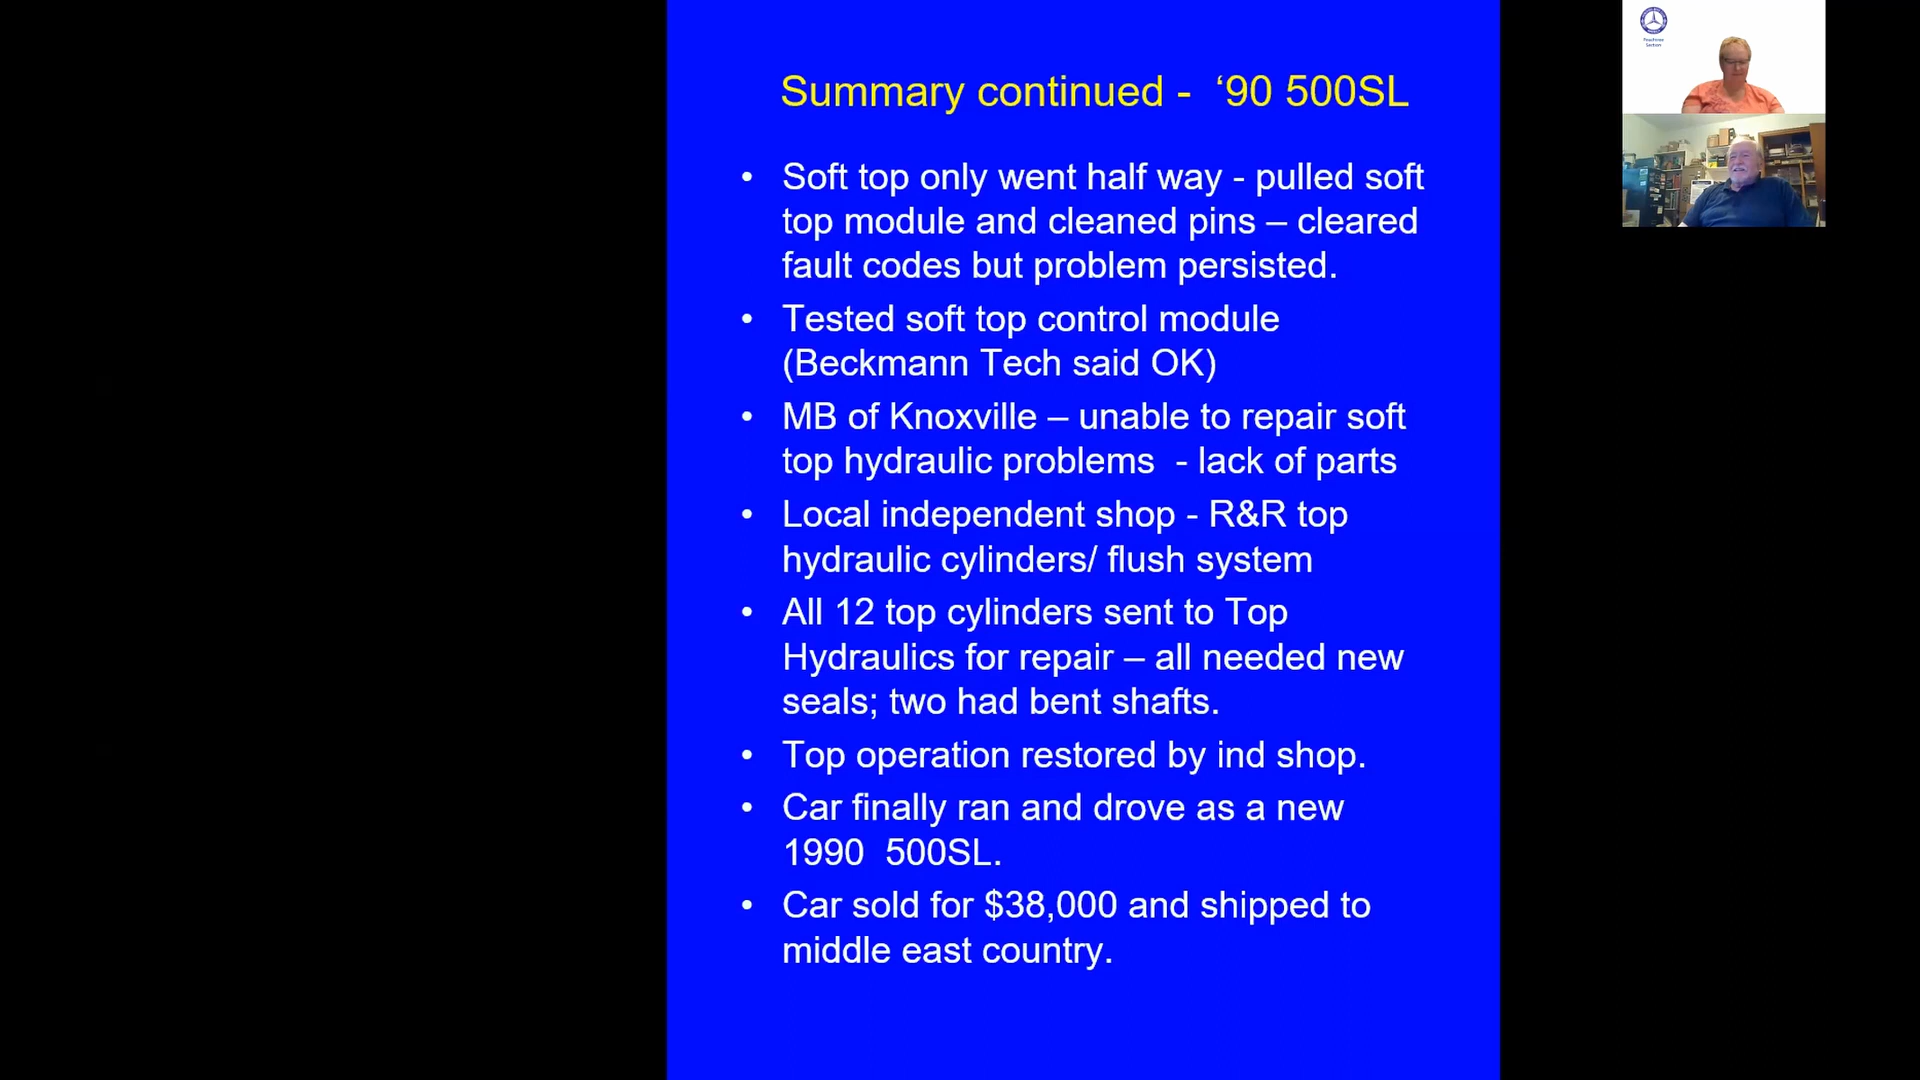 Summary continued -  ‘90 500SL
• Soft top only went half way - pulled soft
top module and cleaned pins – cleared
fault codes but problem persisted.
• Tested soft top control module
(Beckmann Tech said OK)
• MB of Knoxville – unable to repair soft
top hydraulic problems  - lack of parts
• Local independent shop - R&R top
hydraulic cylinders/ flush system
• All 12 top cylinders sent to Top
Hydraulics for repair – all needed new
seals; two had bent shafts.
• Top operation restored by ind shop.
• Car finally ran and drove as a new
1990  500SL.
• Car sold for $38,000 and shipped to
middle east country.
Peachtree
Section